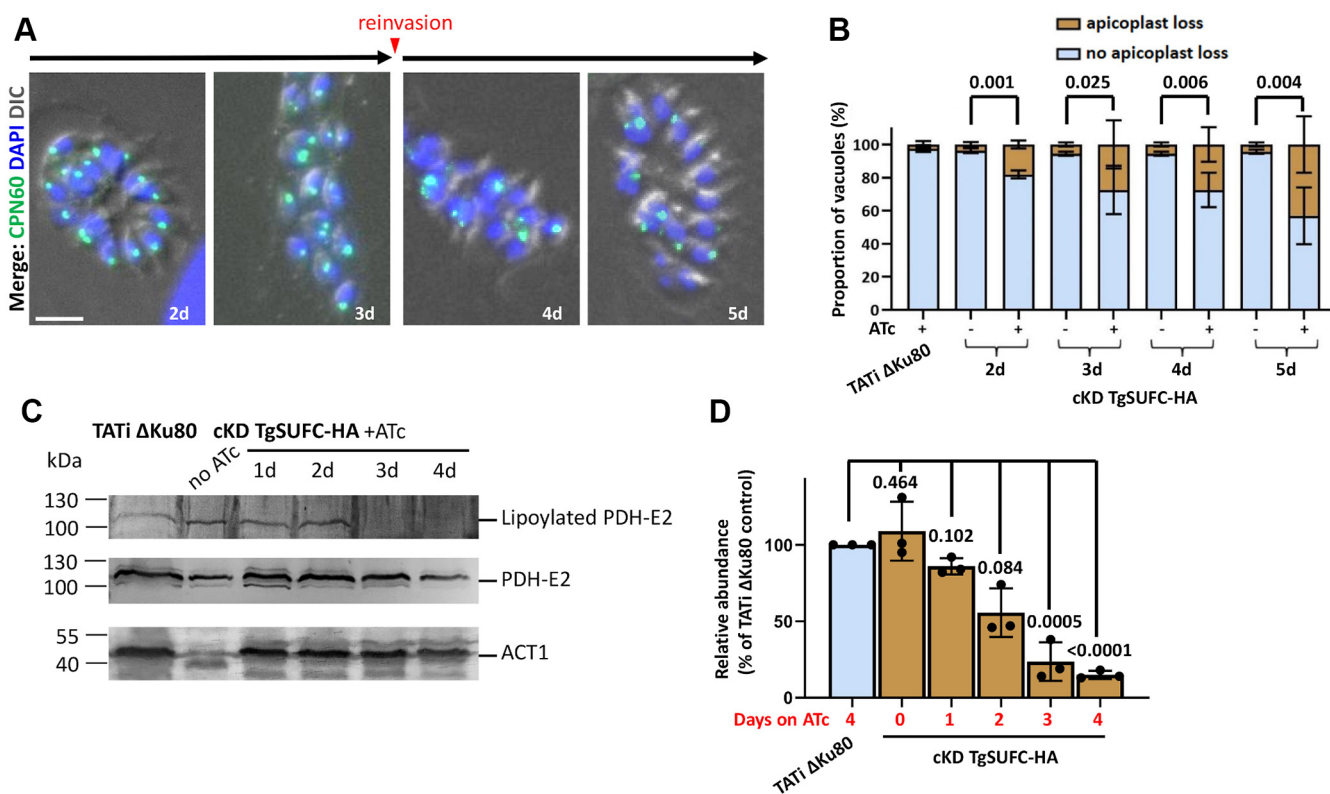 A
reinvasion
Merge: CPN60 DAPI DIC
2d
3d
4d
5d
B
apicoplast loss
no apicoplast loss
Proportion of vacuoles (%)
100
80
60
40
20
0
0.001
0.025
0.006
0.004
ATc + - + - + - + - +
TATi ΔKu80
2d 3d 4d 5d
cKD TgSUFC-HA
C
TATi ΔKu80 cKD TgSUFC-HA +ATc
kDa
no ATc
1d 2d 3d 4d
130
100
Lipoylated PDH-E2
130
100
PDH-E2
55
40
ACT1
D
Relative abundance
(% of TATi ΔKu80 control)
100
50
0
0.464
0.102
0.084
0.0005
<0.0001
Days on ATc 4 0 1 2 3 4
TATi ΔKu80
cKD TgSUFC-HA